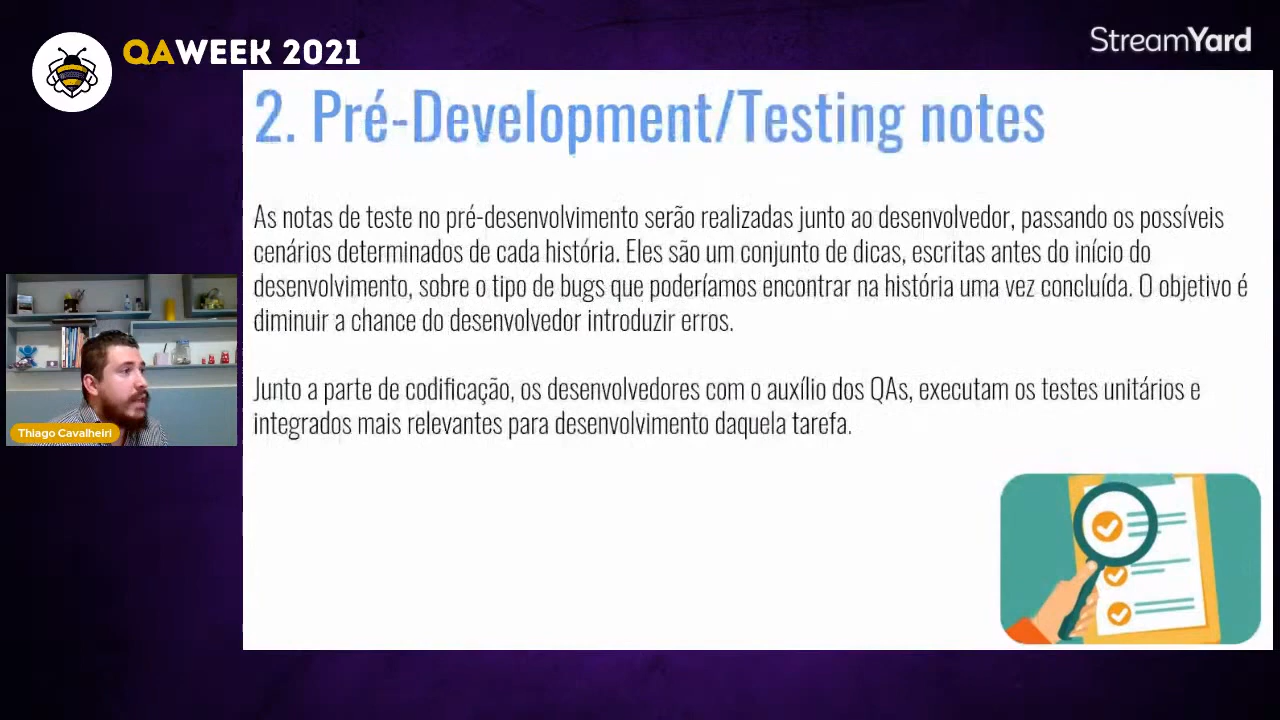 QAWEEK 2021
StreamYard
2. Pré-Development/Testing notes
As notas de teste no pré-desenvolvimento serão realizadas junto ao desenvolvedor, passando os possíveis
cenários determinados de cada história. Eles são um conjunto de dicas, escritas antes do início do
desenvolvimento, sobre o tipo de bugs que poderíamos encontrar na história uma vez concluída. O objetivo é
diminuir a chance do desenvolvedor introduzir erros.
Junto a parte de codificação, os desenvolvedores com o auxílio dos QAs, executam os testes unitários e
integrados mais relevantes para desenvolvimento daquela tarefa.
Thiago Cavalheiri